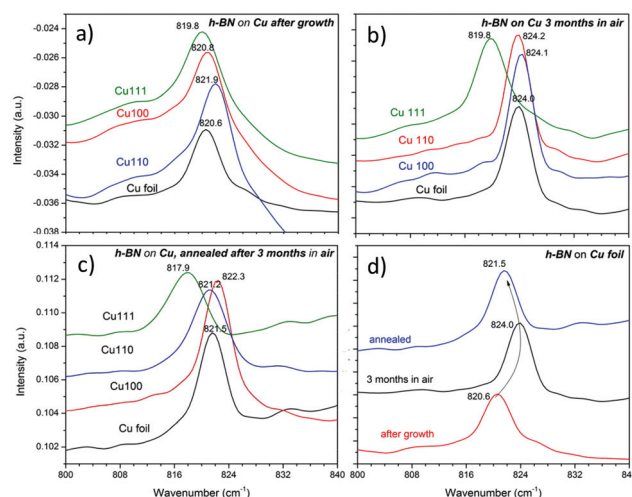 h-BN on Cu after growth
a)
819.8
820.8
821.9
820.6
Cu111
Cu100
Cu110
Cu foil
-0.024
-0.026
-0.028
-0.030
-0.032
-0.034
-0.036
-0.038
Intensity (a.u.)
h-BN on Cu 3 months in air
b)
819.8
824.2
824.1
824.0
Cu 111
Cu 110
Cu 100
Cu foil
Intensity (a.u.)
h-BN on Cu, annealed after 3 months in air
c)
817.9
821.2
822.3
821.5
Cu111
Cu110
Cu100
Cu foil
0.114
0.112
0.110
0.108
0.106
0.104
0.102
Intensity (a.u.)
800 808 816 824 832 840
Wavenumber (cm-1)
h-BN on Cu foil
d)
821.5
annealed
824.0
3 months in air
820.6
after growth
Intensity (a.u.)
800 808 816 824 832 840
Wavenumber (cm-1)